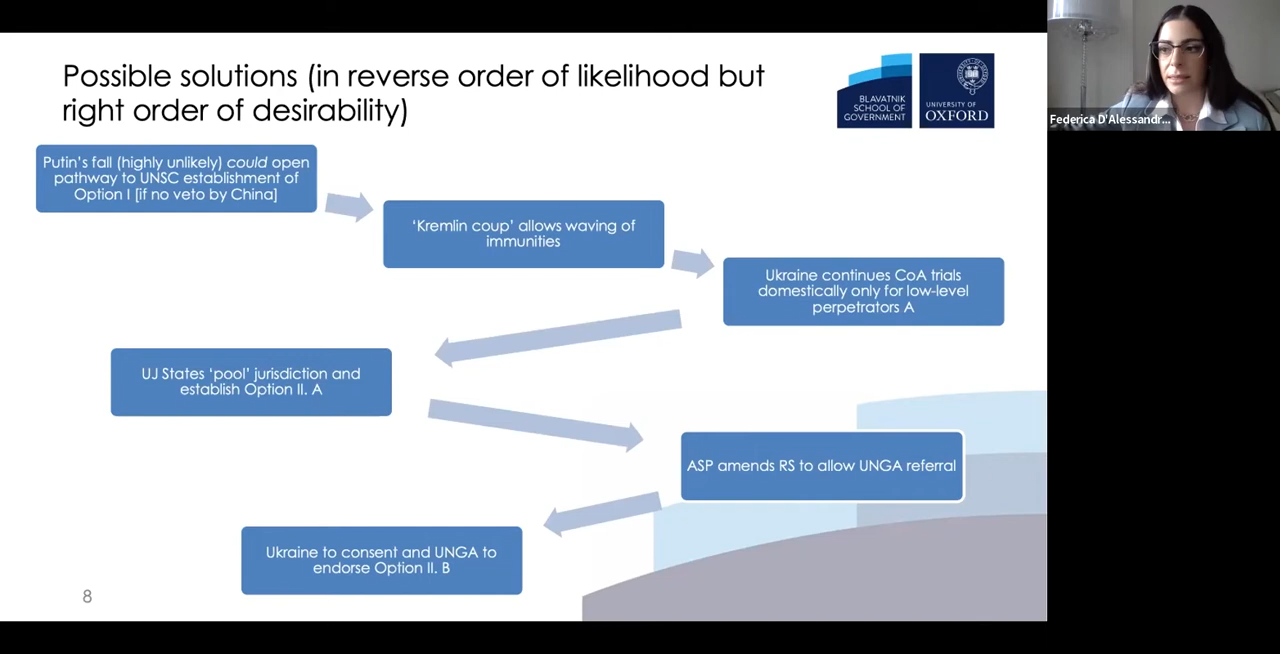 Possible solutions (in reverse order of likelihood but
right order of desirability)
BLAVATNIK
SCHOOL OF
GOVERNMENT
UNIVERSITY OF
OXFORD
Federica D'Alessandr...
Putin's fall (highly unlikely) could open
pathway to UNSC establishment of
Option I [if no veto by China]
'Kremlin coup' allows waving of
immunities
Ukraine continues CoA trials
domestically only for low-level
perpetrators A
UJ States 'pool' jurisdiction and
establish Option II. A
ASP amends RS to allow UNGA referral
Ukraine to consent and UNGA to
endorse Option II. B
8